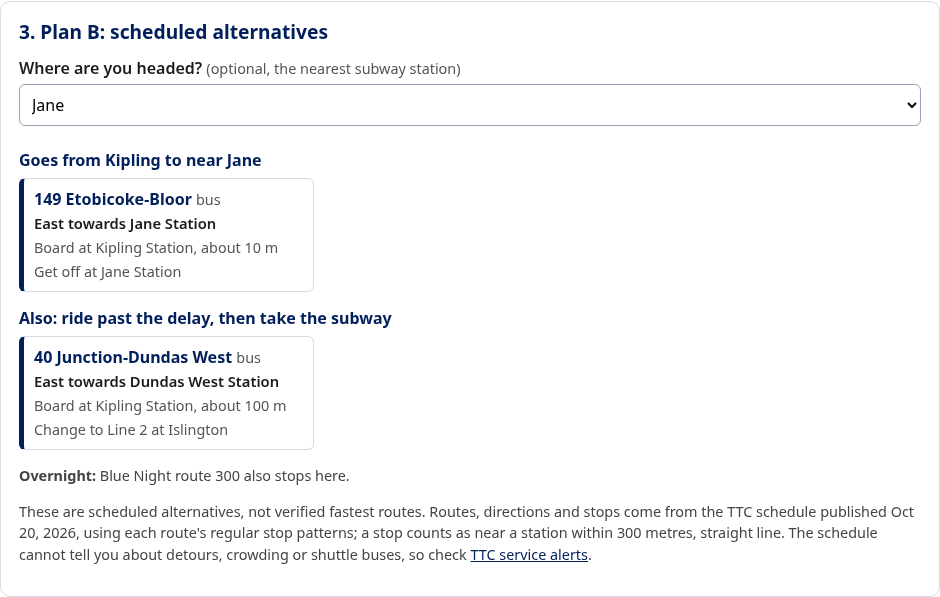 3. Plan B: scheduled alternatives
Where are you headed? (optional, the nearest subway station)
Jane
Goes from Kipling to near Jane
149 Etobicoke-Bloor bus
East towards Jane Station
Board at Kipling Station, about 10 m
Get off at Jane Station
Also: ride past the delay, then take the subway
40 Junction-Dundas West bus
East towards Dundas West Station
Board at Kipling Station, about 100 m
Change to Line 2 at Islington
Overnight: Blue Night route 300 also stops here.
These are scheduled alternatives, not verified fastest routes. Routes, directions and stops come from the TTC schedule published Oct
20, 2026, using each route's regular stop patterns; a stop counts as near a station within 300 metres, straight line. The schedule
cannot tell you about detours, crowding or shuttle buses, so check TTC service alerts.